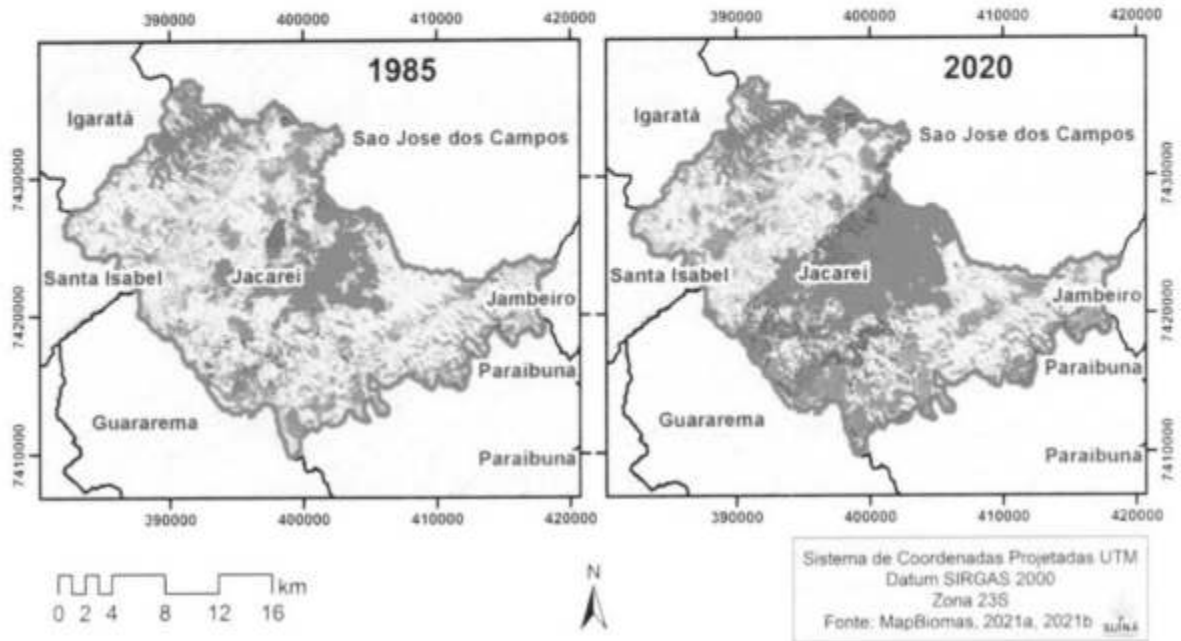 390000 400000 410000 420000
390000 400000 410000 420000
1985
2020
Igaratá
Sao Jose dos Campos
Igaratá
Sao Jose dos Campos
7430000
7430000
Santa Isabel
Jacareí
Jambeiro
Santa Isabel
Jacareí
Jambeiro
7420000
7420000
Paraibuna
Paraibuna
Guararema
Guararema
7410000
Paraibuna
Paraibuna
7410000
390000 400000 410000 420000
390000 400000 410000 420000
km
0 2 4 8 12 16
N
Sistema de Coordenadas Projetadas UTM
Datum SIRGAS 2000
Zona 23S
Fonte: MapBiomas, 2021a, 2021b